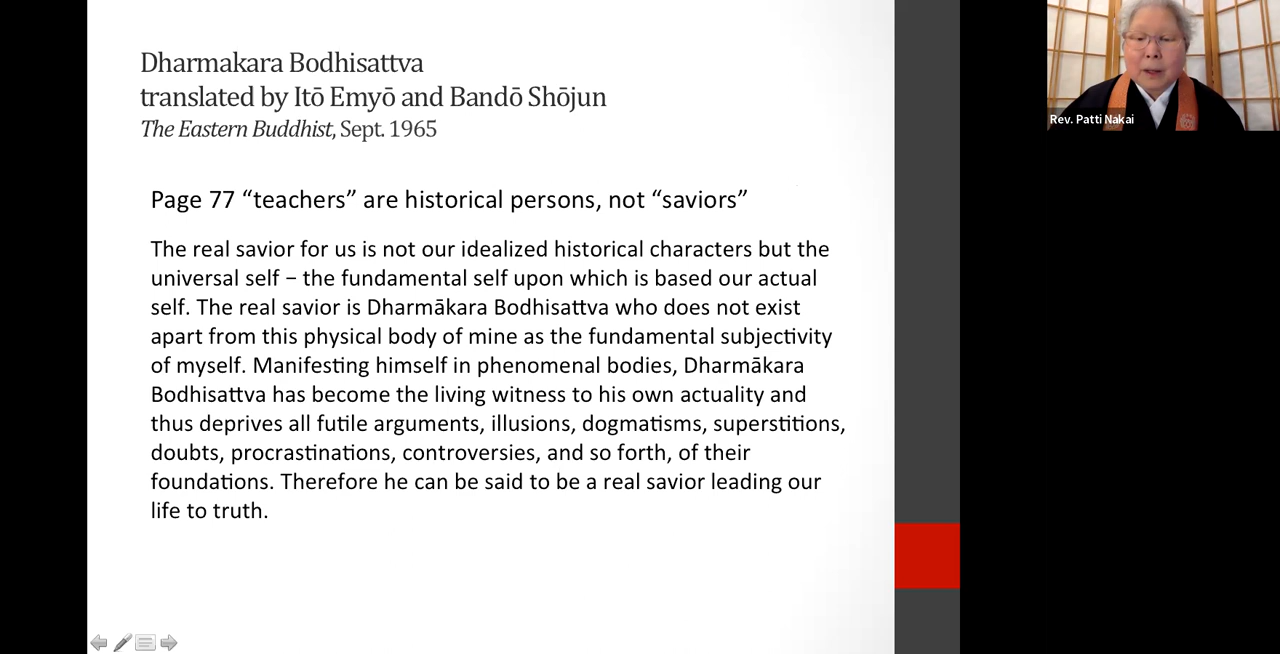 Dharmakara Bodhisattva
translated by Itō Emyō and Bandō Shōjun
The Eastern Buddhist, Sept. 1965
Page 77 “teachers” are historical persons, not “saviors”
The real savior for us is not our idealized historical characters but the
universal self – the fundamental self upon which is based our actual
self. The real savior is Dharmākara Bodhisattva who does not exist
apart from this physical body of mine as the fundamental subjectivity
of myself. Manifesting himself in phenomenal bodies, Dharmākara
Bodhisattva has become the living witness to his own actuality and
thus deprives all futile arguments, illusions, dogmatisms, superstitions,
doubts, procrastinations, controversies, and so forth, of their
foundations. Therefore he can be said to be a real savior leading our
life to truth.
Rev. Patti Nakai